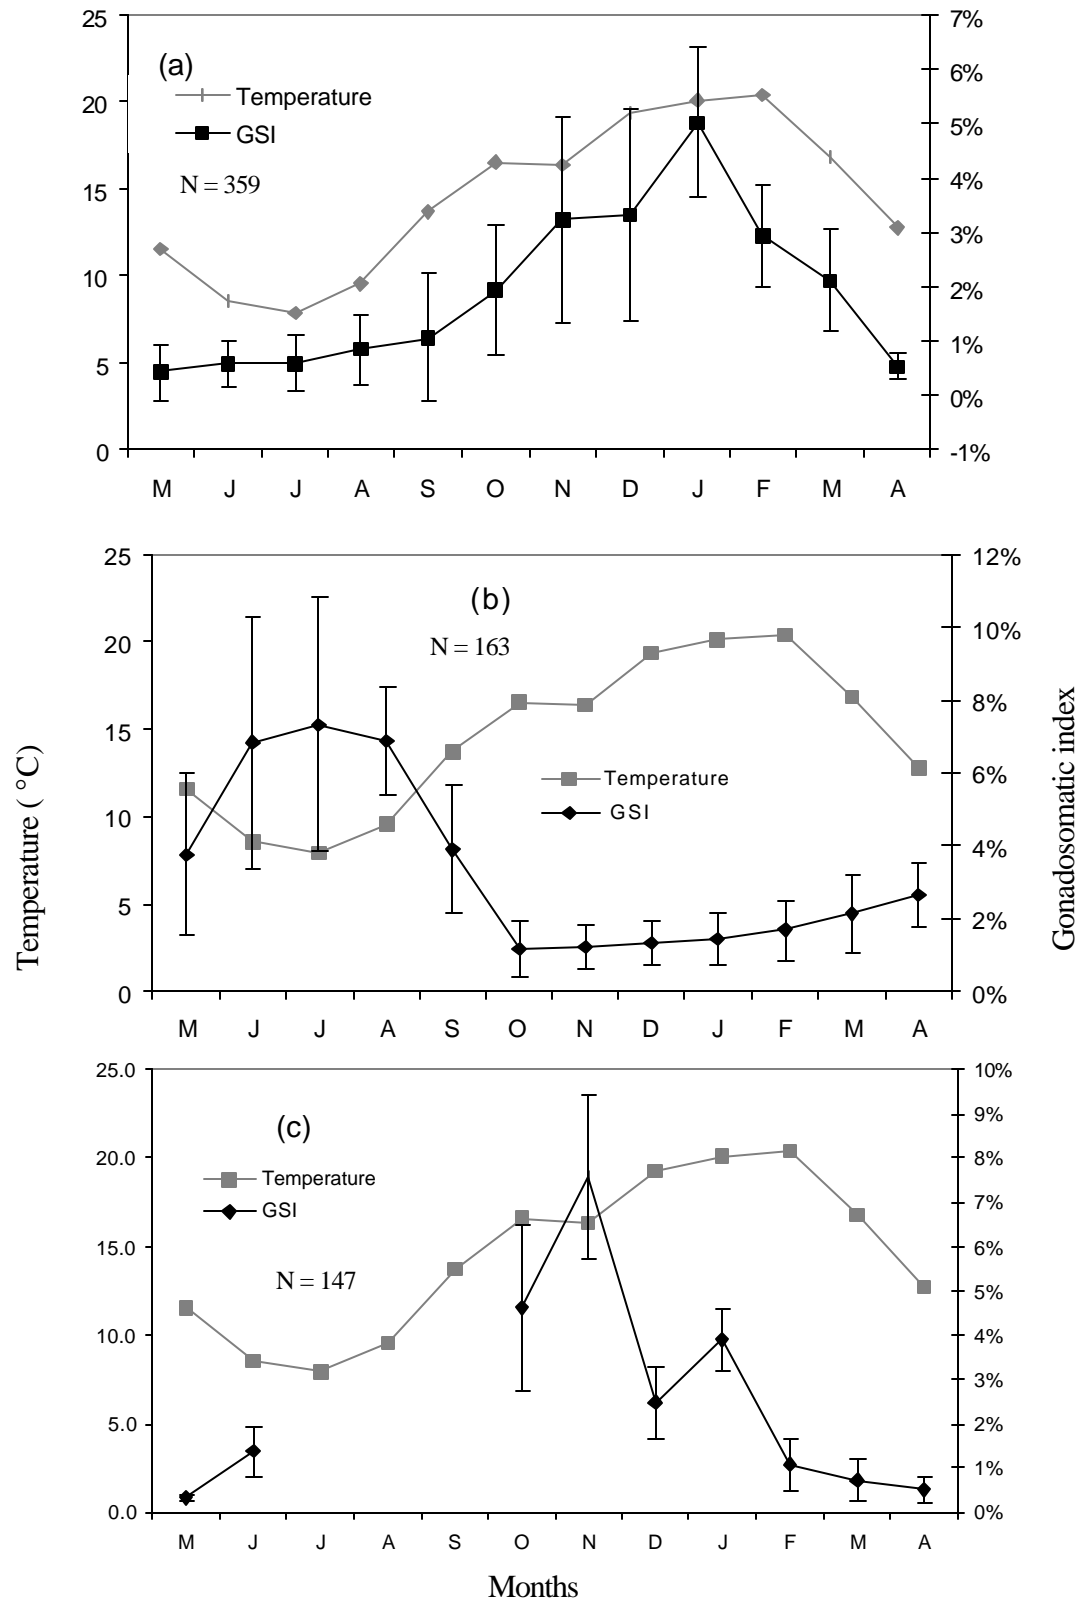 25 7%
(a)
6%
Temperature
20
GSI 5%
N = 359
4%
15
3%
10
2%
5 1%
0%
0 -1%
M J J A S O N D J F M A
25 12%
(b)
N = 163
10%
20
8%
15
Temperature 6%
GSI
10
4%
5
2%
0 0%
M J J A S O N D J F M A
Temperature ( °C)
Gonadosomatic index
25.0 10%
(c)
9%
20.0 8%
Temperature
GSI 7%
15.0 6%
N = 147
5%
10.0 4%
3%
5.0 2%
1%
0.0 0%
M J J A S O N D J F M A
Months